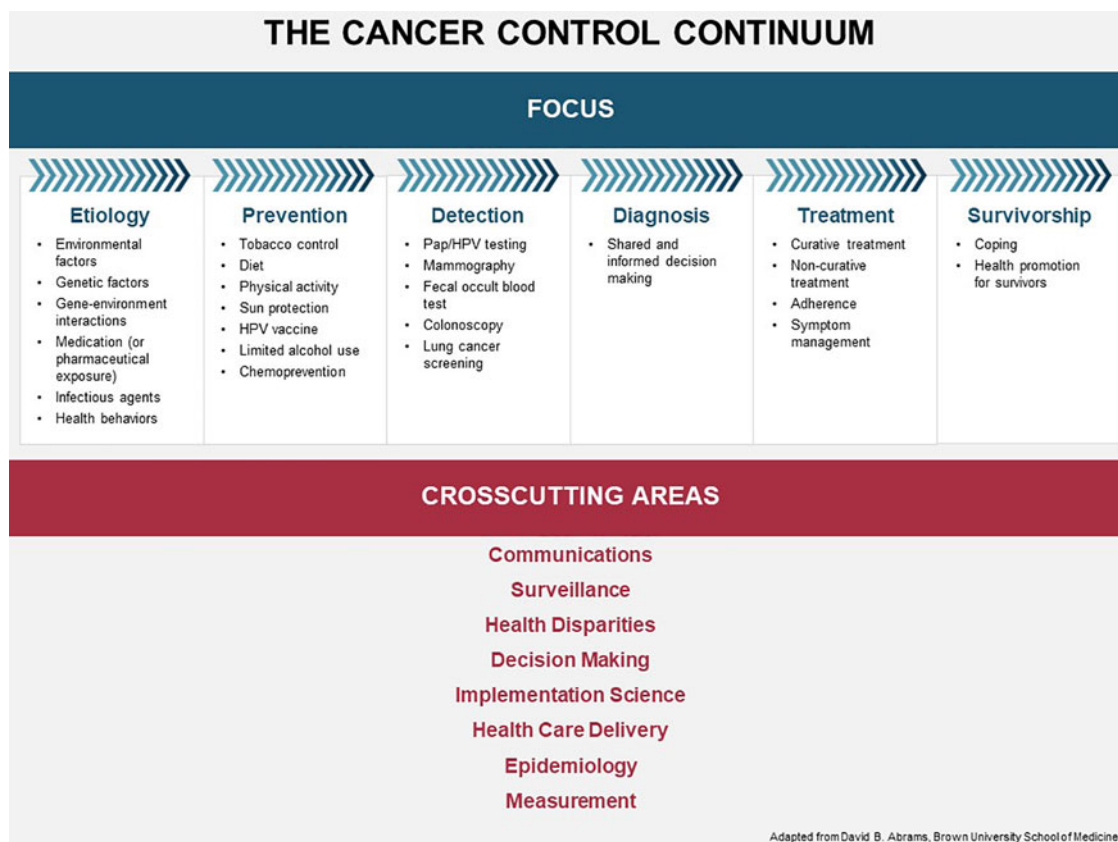 THE CANCER CONTROL CONTINUUM
FOCUS
Etiology
• Environmental
factors
• Genetic factors
• Gene-environment
interactions
• Medication (or
pharmaceutical
exposure)
• Infectious agents
• Health behaviors
Prevention
• Tobacco control
• Diet
• Physical activity
• Sun protection
• HPV vaccine
• Limited alcohol use
• Chemoprevention
Detection
• Pap/HPV testing
• Mammography
• Fecal occult blood
test
• Colonoscopy
• Lung cancer
screening
Diagnosis
• Shared and
informed decision
making
Treatment
• Curative treatment
• Non-curative
treatment
• Adherence
• Symptom
management
Survivorship
• Coping
• Health promotion
for survivors
CROSSCUTTING AREAS
Communications
Surveillance
Health Disparities
Decision Making
Implementation Science
Health Care Delivery
Epidemiology
Measurement
Adapted from David B. Abrams, Brown University School of Medicine